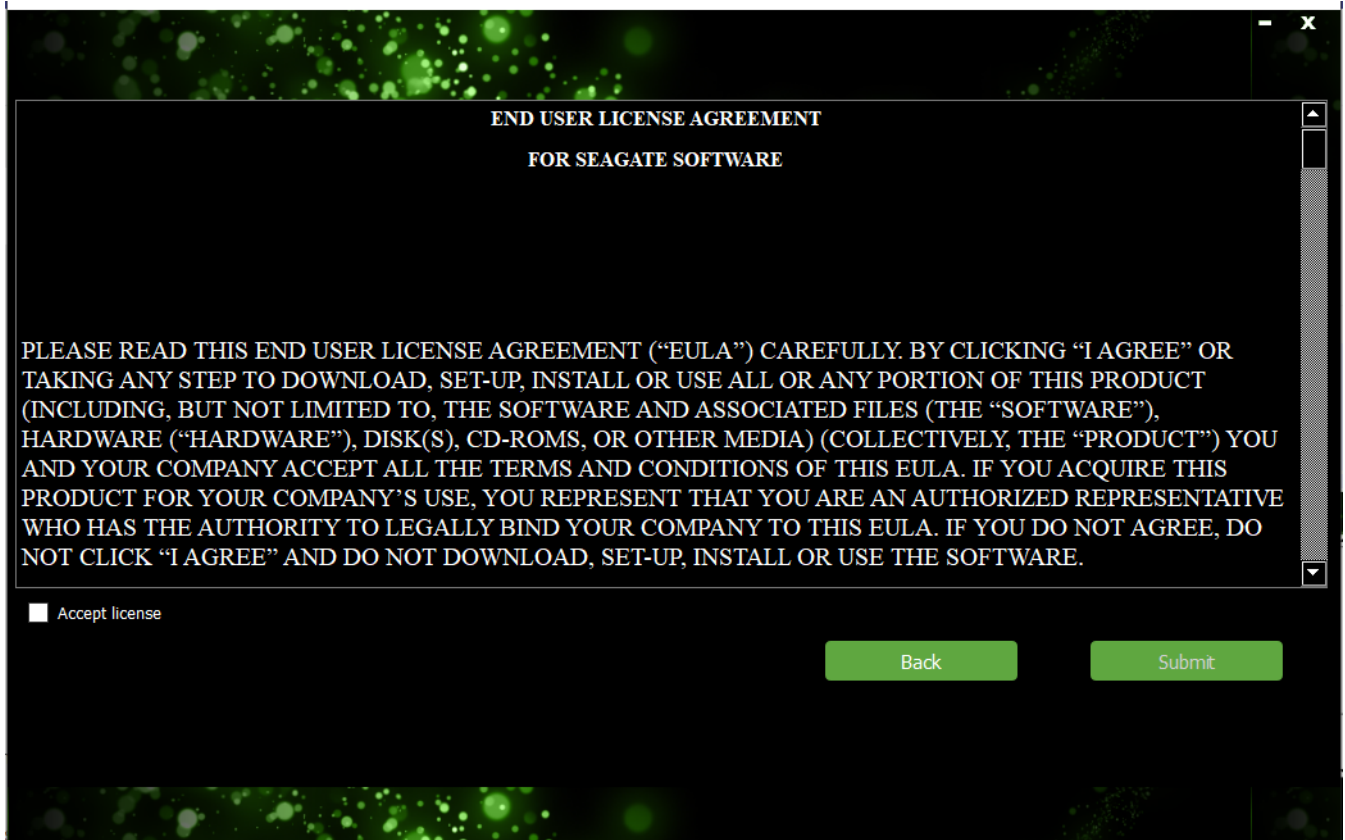 - x
END USER LICENSE AGREEMENT
FOR SEAGATE SOFTWARE
PLEASE READ THIS END USER LICENSE AGREEMENT (“EULA”) CAREFULLY. BY CLICKING “I AGREE” OR
TAKING ANY STEP TO DOWNLOAD, SET-UP, INSTALL OR USE ALL OR ANY PORTION OF THIS PRODUCT
(INCLUDING, BUT NOT LIMITED TO, THE SOFTWARE AND ASSOCIATED FILES (THE “SOFTWARE”),
HARDWARE (“HARDWARE”), DISK(S), CD-ROMS, OR OTHER MEDIA) (COLLECTIVELY, THE “PRODUCT”) YOU
AND YOUR COMPANY ACCEPT ALL THE TERMS AND CONDITIONS OF THIS EULA. IF YOU ACQUIRE THIS
PRODUCT FOR YOUR COMPANY’S USE, YOU REPRESENT THAT YOU ARE AN AUTHORIZED REPRESENTATIVE
WHO HAS THE AUTHORITY TO LEGALLY BIND YOUR COMPANY TO THIS EULA. IF YOU DO NOT AGREE, DO
NOT CLICK “I AGREE” AND DO NOT DOWNLOAD, SET-UP, INSTALL OR USE THE SOFTWARE.
Accept license
Back Submit